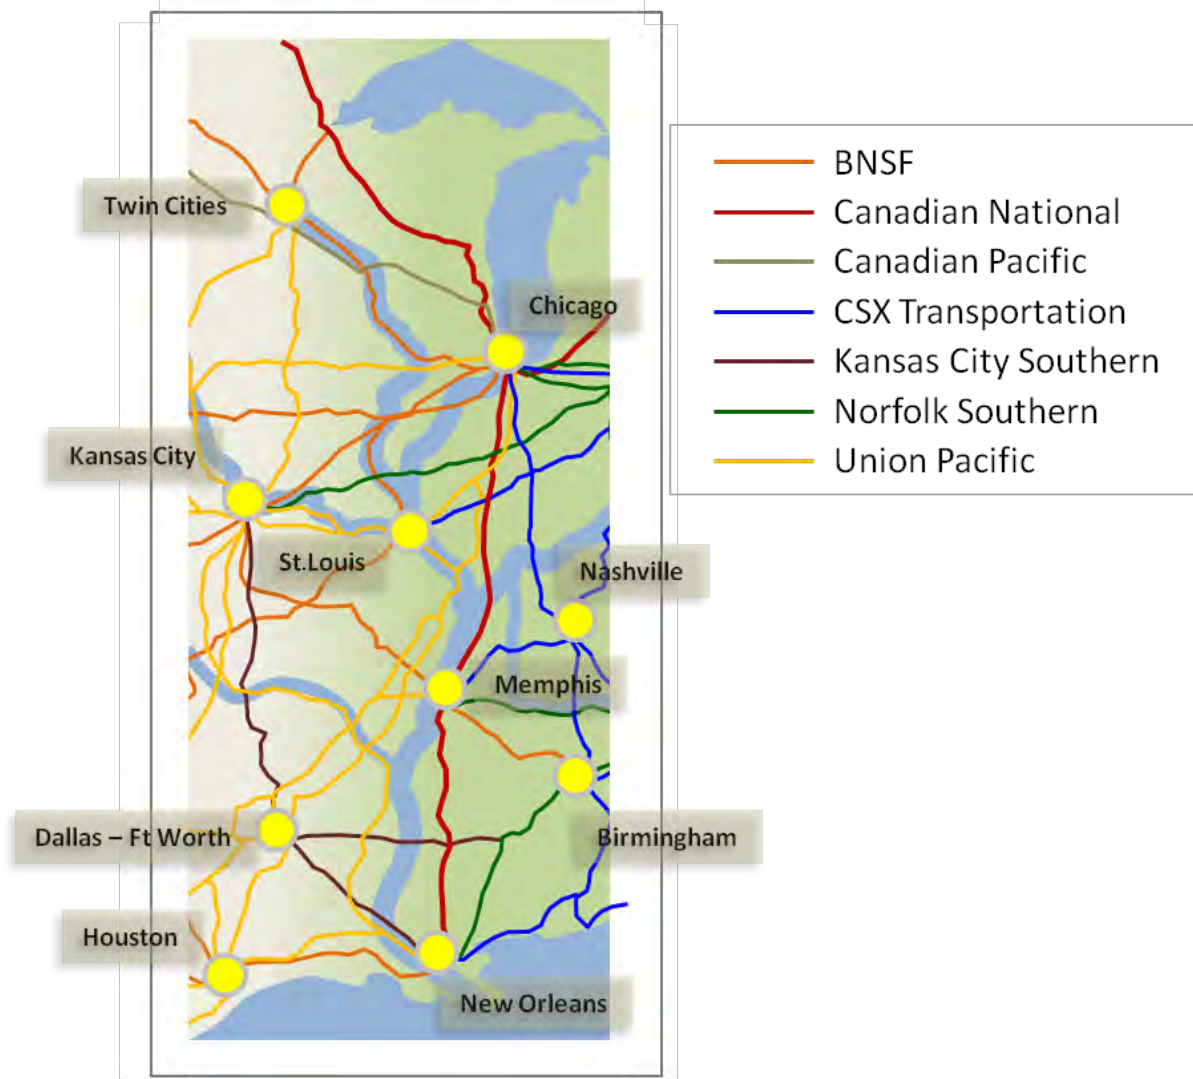 Twin Cities
Chicago
Kansas City
St.Louis
Nashville
Memphis
Dallas – Ft Worth
Birmingham
Houston
New Orleans
BNSF
Canadian National
Canadian Pacific
CSX Transportation
Kansas City Southern
Norfolk Southern
Union Pacific